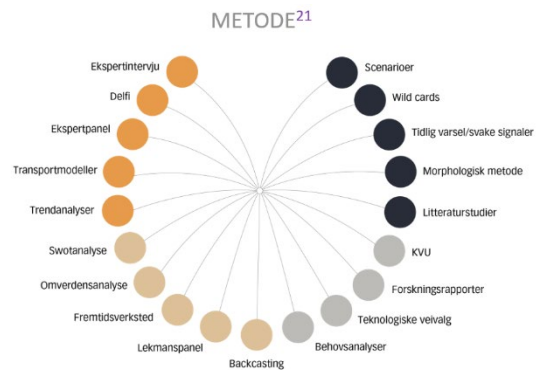 METODE21
Ekspertintervju
Delfi
Ekspertpanel
Transportmodeller
Trendanalyser
Swotanalyse
Omverdensanalyse
Fremtidsverksted
Lekmanspanel
Backcasting
Behovsanalyser
Teknologiske veivalg
Forskningsrapporter
KVU
Litteraturstudier
Morphologisk metode
Tidlig varsel/svake signaler
Wild cards
Scenarioer